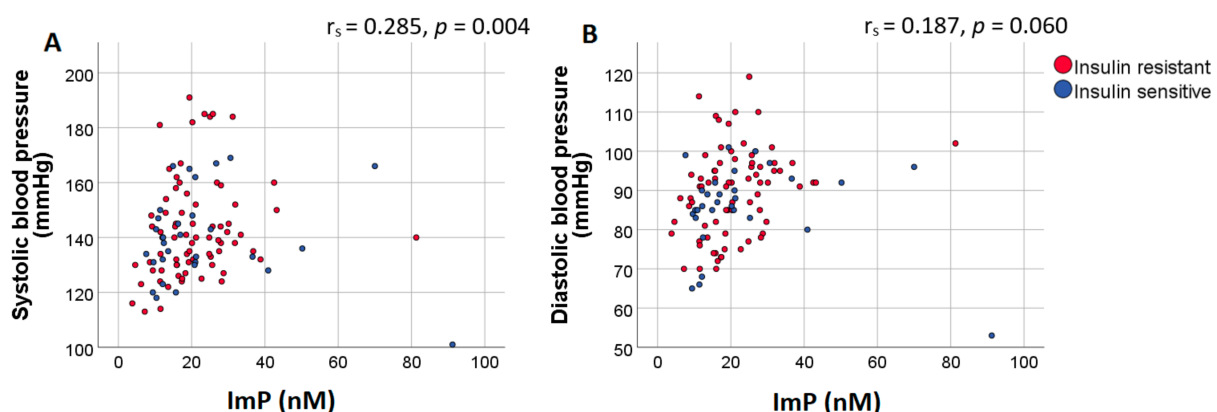 A
rs = 0.285, p = 0.004
Systolic blood pressure
(mmHg)
200
180
160
140
120
100
0
20
40
60
80
100
ImP (nM)
B
rs = 0.187, p = 0.060
Diastolic blood pressure
(mmHg)
120
110
100
90
80
70
60
50
0
20
40
60
80
100
ImP (nM)
Insulin resistant
Insulin sensitive